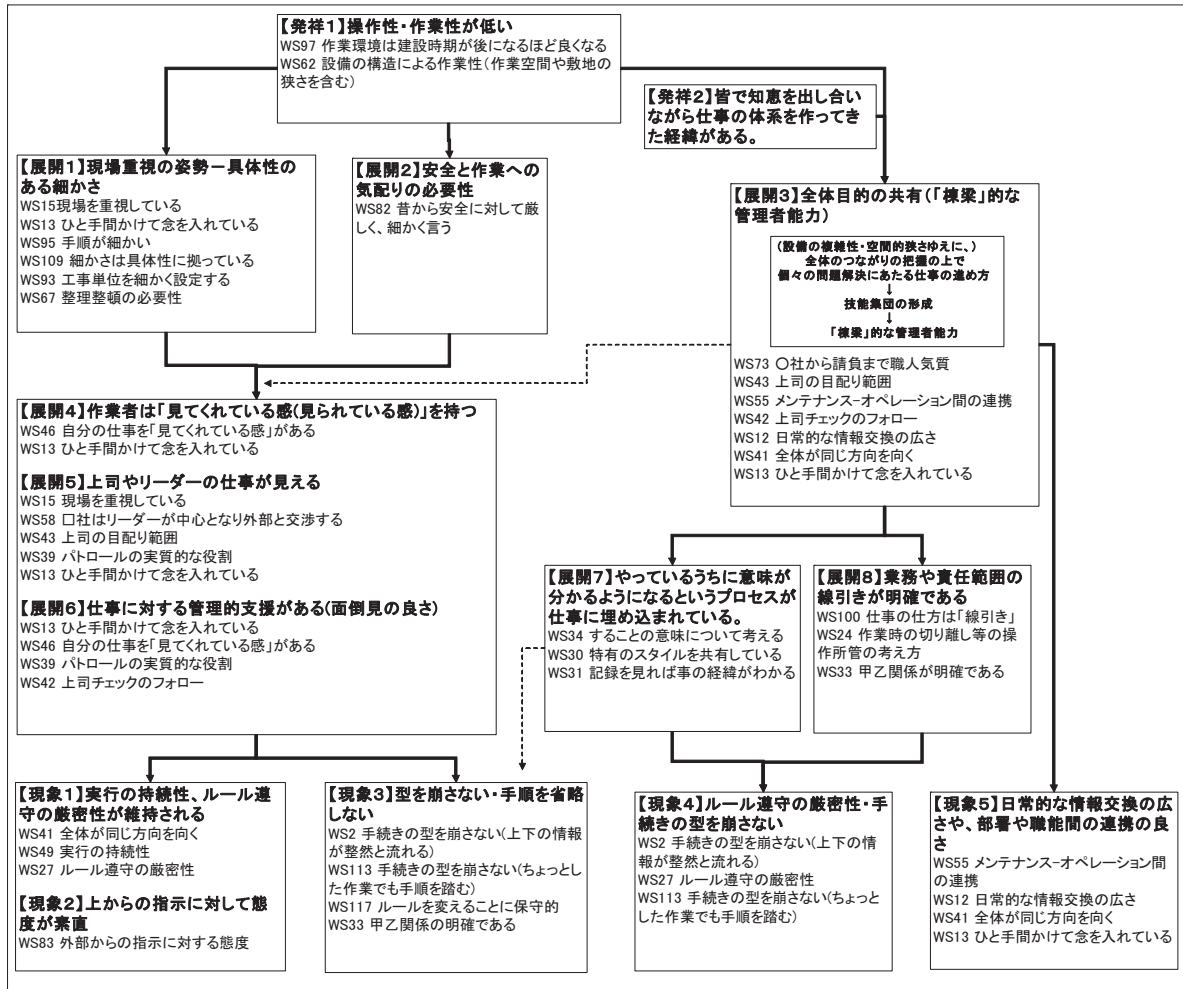 【発祥1】操作性・作業性が低い
WS97 作業環境は建設時期が後になるほど良くなる
WS62 設備の構造による作業性(作業空間や敷地の
狭さを含む)
【発祥2】皆で知恵を出し合い
ながら仕事の体系を作ってき
た経緯がある。
【展開1】現場重視の姿勢－具体性の
ある細かさ
WS15現場を重視している
WS13 ひと手間かけて念を入れている
WS95 手順が細かい
WS109 細かさは具体性に拠っている
WS93 工事単位を細かく設定する
WS67 整理整頓の必要性
【展開2】安全と作業への
気配りの必要性
WS82 昔から安全に対して厳
しく、細かく言う
【展開3】全体目的の共有(「棟梁」的な
管理者能力)
(設備の複雑性・空間的狭さゆえに、)
全体のつながりの把握の上で
個々の問題解決にあたる仕事の進め方
↓
技能集団の形成
↓
「棟梁」的な管理者能力
WS73 〇社から請負まで職人気質
WS43 上司の目配り範囲
WS55 メンテナンス-オペレーション間の連携
WS42 上司チェックのフォロー
WS12 日常的な情報交換の広さ
WS41 全体が同じ方向を向く
WS13 ひと手間かけて念を入れている
【展開4】作業者は「見てくれている感(見られている感)」を持つ
WS46 自分の仕事を「見てくれている感」がある
WS13 ひと手間かけて念を入れている
【展開5】上司やリーダーの仕事が見える
WS15 現場を重視している
WS58 口社はリーダーが中心となり外部と交渉する
WS43 上司の目配り範囲
WS39 パトロールの実質的な役割
WS13 ひと手間かけて念を入れている
【展開6】仕事に対する管理的支援がある(面倒見の良さ)
WS13 ひと手間かけて念を入れている
WS46 自分の仕事を「見てくれている感」がある
WS39 パトロールの実質的な役割
WS42 上司チェックのフォロー
【展開7】やっているうちに意味が
分かるようになるというプロセスが
仕事に埋め込まれている。
WS34 することの意味について考える
WS30 特有のスタイルを共有している
WS31 記録を見れば事の経緯がわかる
【展開8】業務や責任範囲の
線引きが明確である
WS100 仕事の仕方は「線引き」
WS24 作業時の切り離し等の操
作所管の考え方
WS33 甲乙関係が明確である
【現象1】実行の持続性、ルール遵
守の厳密性が維持される
WS41 全体が同じ方向を向く
WS49 実行の持続性
WS27 ルール遵守の厳密性
【現象2】上からの指示に対して態
度が素直
WS83 外部からの指示に対する態度
【現象3】型を崩さない・手順を省略
しない
WS2 手続きの型を崩さない(上下の情報
が整然と流れる)
WS113 手続きの型を崩さない(ちょっとし
た作業でも手順を踏む)
WS117 ルールを変えることに保守的
WS33 甲乙関係の明確である
【現象4】ルール遵守の厳密性・手
続きの型を崩さない
WS2 手続きの型を崩さない(上下の情
報が整然と流れる)
WS27 ルール遵守の厳密性
WS113 手続きの型を崩さない(ちょっと
した作業でも手順を踏む)
【現象5】日常的な情報交換の広
さや、部署や職能間の連携の良
さ
WS55 メンテナンス-オペレーション間
の連携
WS12 日常的な情報交換の広さ
WS41 全体が同じ方向を向く
WS13 ひと手間かけて念を入れている